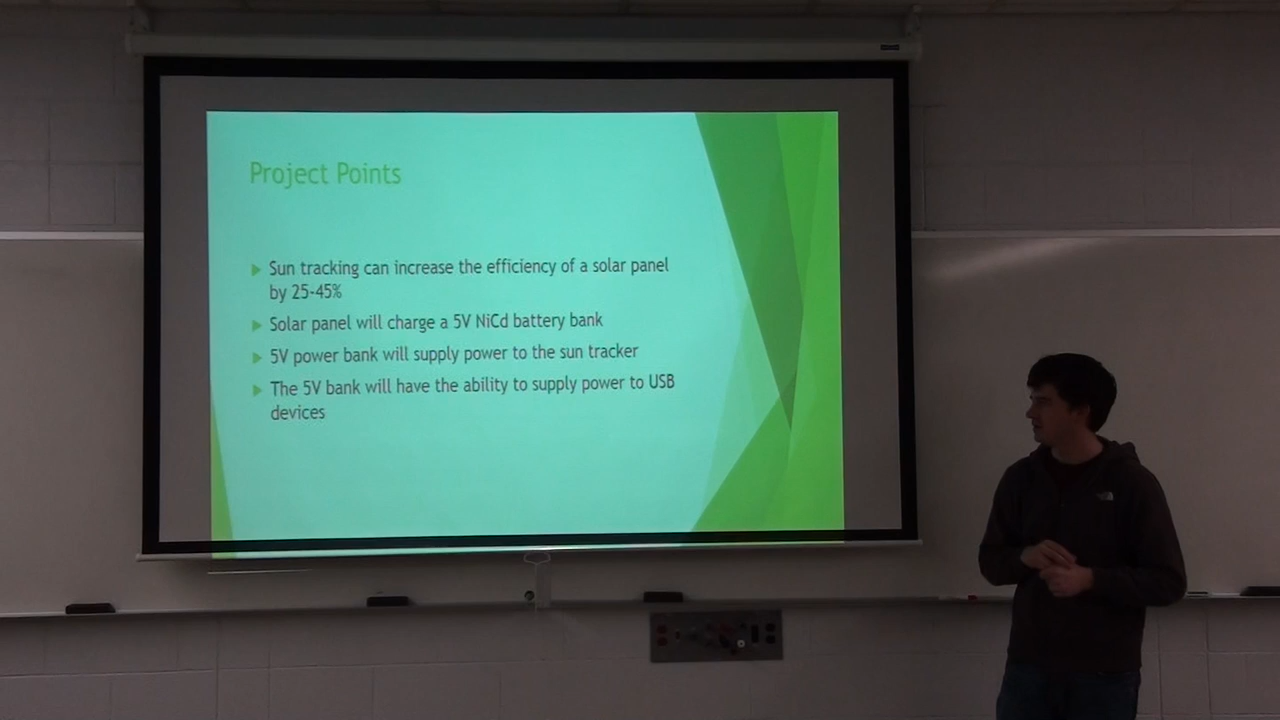 Project Points
Sun tracking can increase the efficiency of a solar panel
by 25-45%
Solar panel will charge a 5V NiCd battery bank
5V power bank will supply power to the sun tracker
The 5V bank will have the ability to supply power to USB
devices